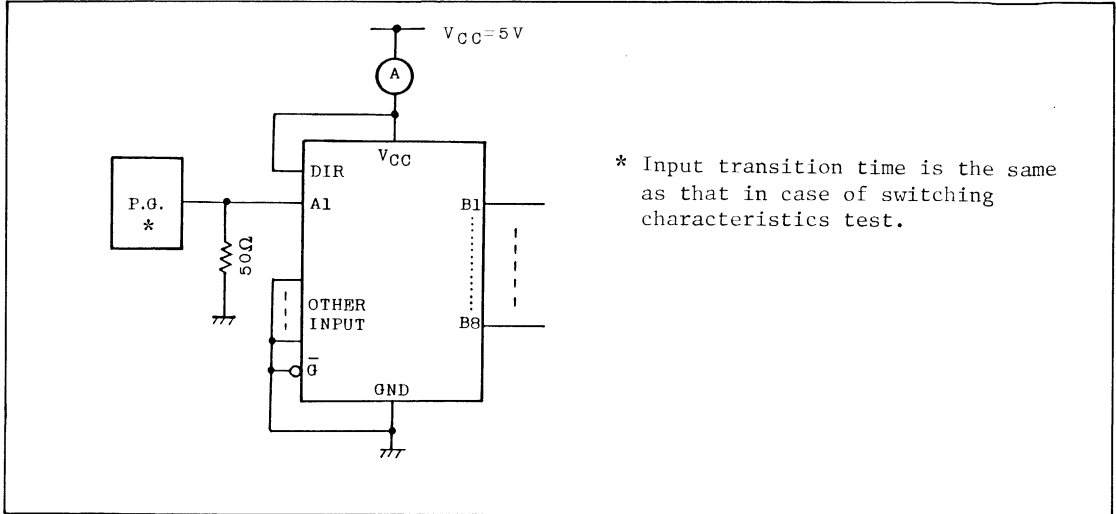 V_CC=5V
A
V_CC
DIR
P.G.
*
A1
B1
50Ω
OTHER
INPUT
B8
G̅
GND
* Input transition time is the same
as that in case of switching
characteristics test.